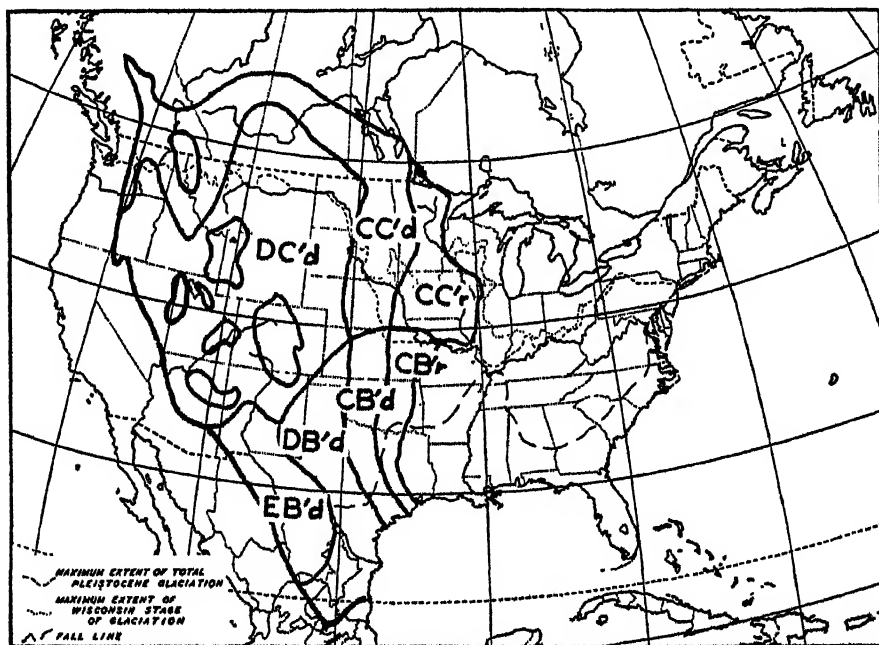 CC'd
DC'd
CC'r
CB'r
CB'd
DB'd
EB'd
MAXIMUM EXTENT OF TOTAL
PLEISTOCENE GLACIATION
MAXIMUM EXTENT OF
WISCONSIN STAGE
OF GLACIATION
FALL LINE